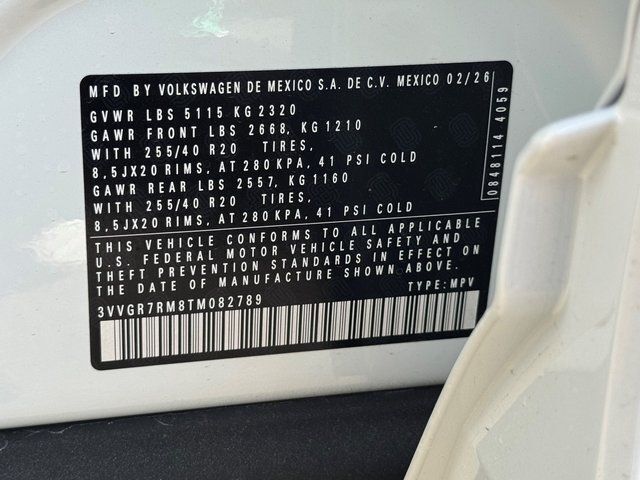 MFD BY VOLKSWAGEN DE MEXICO S.A. DE C.V. MEXICO 02/26
GVWR LBS 5115 KG 2320
GAWR FRONT LBS 2668, KG 1210
WITH 255/40 R20 TIRES,
8,5JX20 RIMS, AT 280 KPA, 41 PSI COLD
GAWR REAR LBS 2557, KG 1160
WITH 255/40 R20 TIRES,
8,5JX20 RIMS, AT 280 KPA, 41 PSI COLD
0848114 4059
THIS VEHICLE CONFORMS TO ALL APPLICABLE
U.S. FEDERAL MOTOR VEHICLE SAFETY AND
THEFT PREVENTION STANDARDS IN EFFECT ON
THE DATE OF MANUFACTURE SHOWN ABOVE.
3VVGR7RM8TM082789 TYPE: MPV